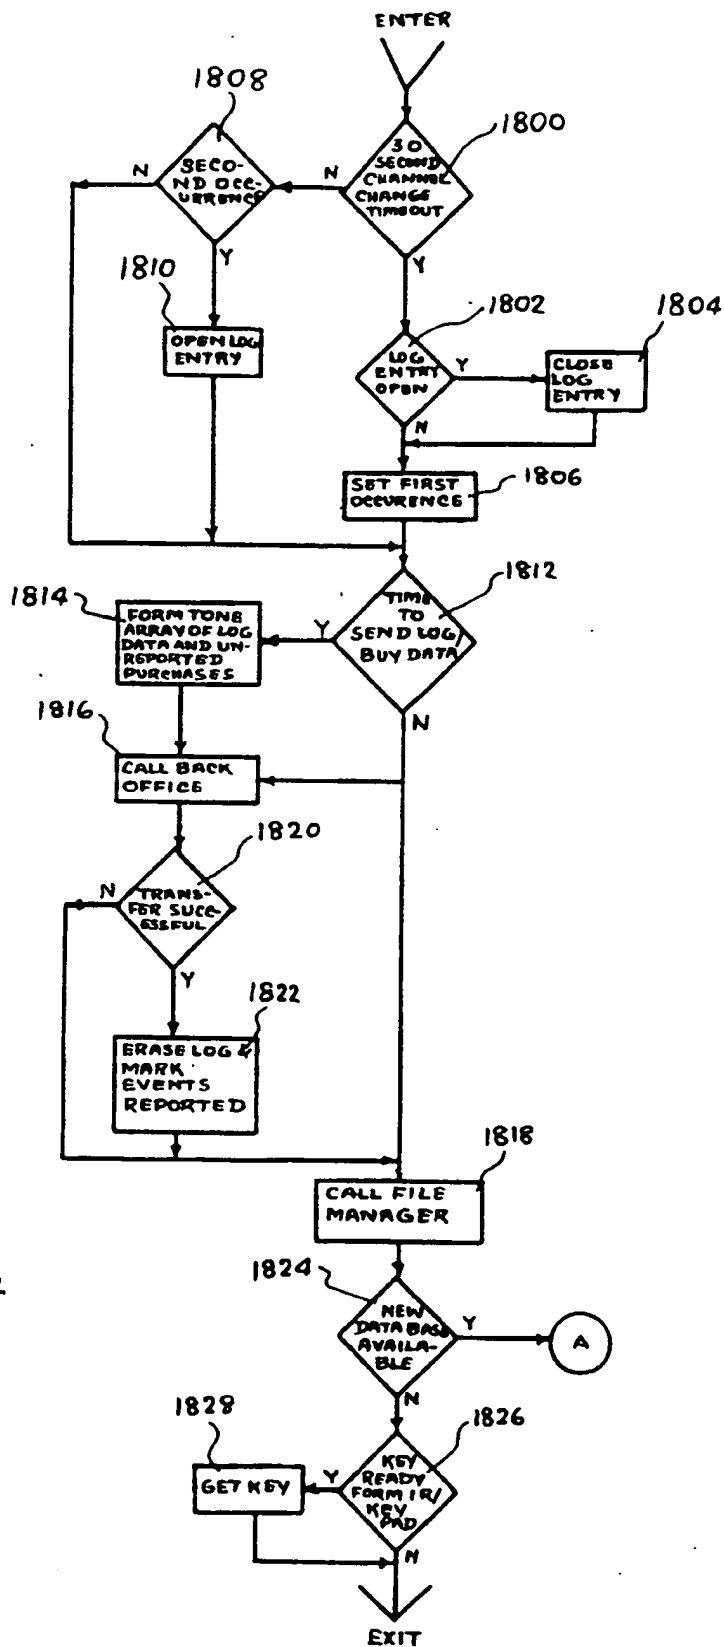 ENTER
1808
1800
30
SECOND
CHANNEL
CHANGE
TIMEOUT
N
SECO-
ND OCC-
URRENCE
N
Y
Y
1810
OPEN LOG
ENTRY
1802
LOG
ENTRY
OPEN
Y
N
1804
CLOSE
LOG
ENTRY
SET FIRST
OCCURENCE
1806
1812
TIME
TO
SEND LOG
BUY DATA
Y
N
1814
FORM TONE
ARRAY OF LOG
DATA AND UN-
REPORTED
PURCHASES
1816
CALL BACK
OFFICE
1820
TRANS-
FER SUCC-
ESSFUL
N
Y
1822
ERASE LOG &
MARK
EVENTS
REPORTED
1818
CALL FILE
MANAGER
1824
NEW
DATA BASE
AVAILA-
BLE
Y
A
N
1828
GET KEY
1826
KEY
READY
FORM IR/
KEY
PAD
Y
N
EXIT